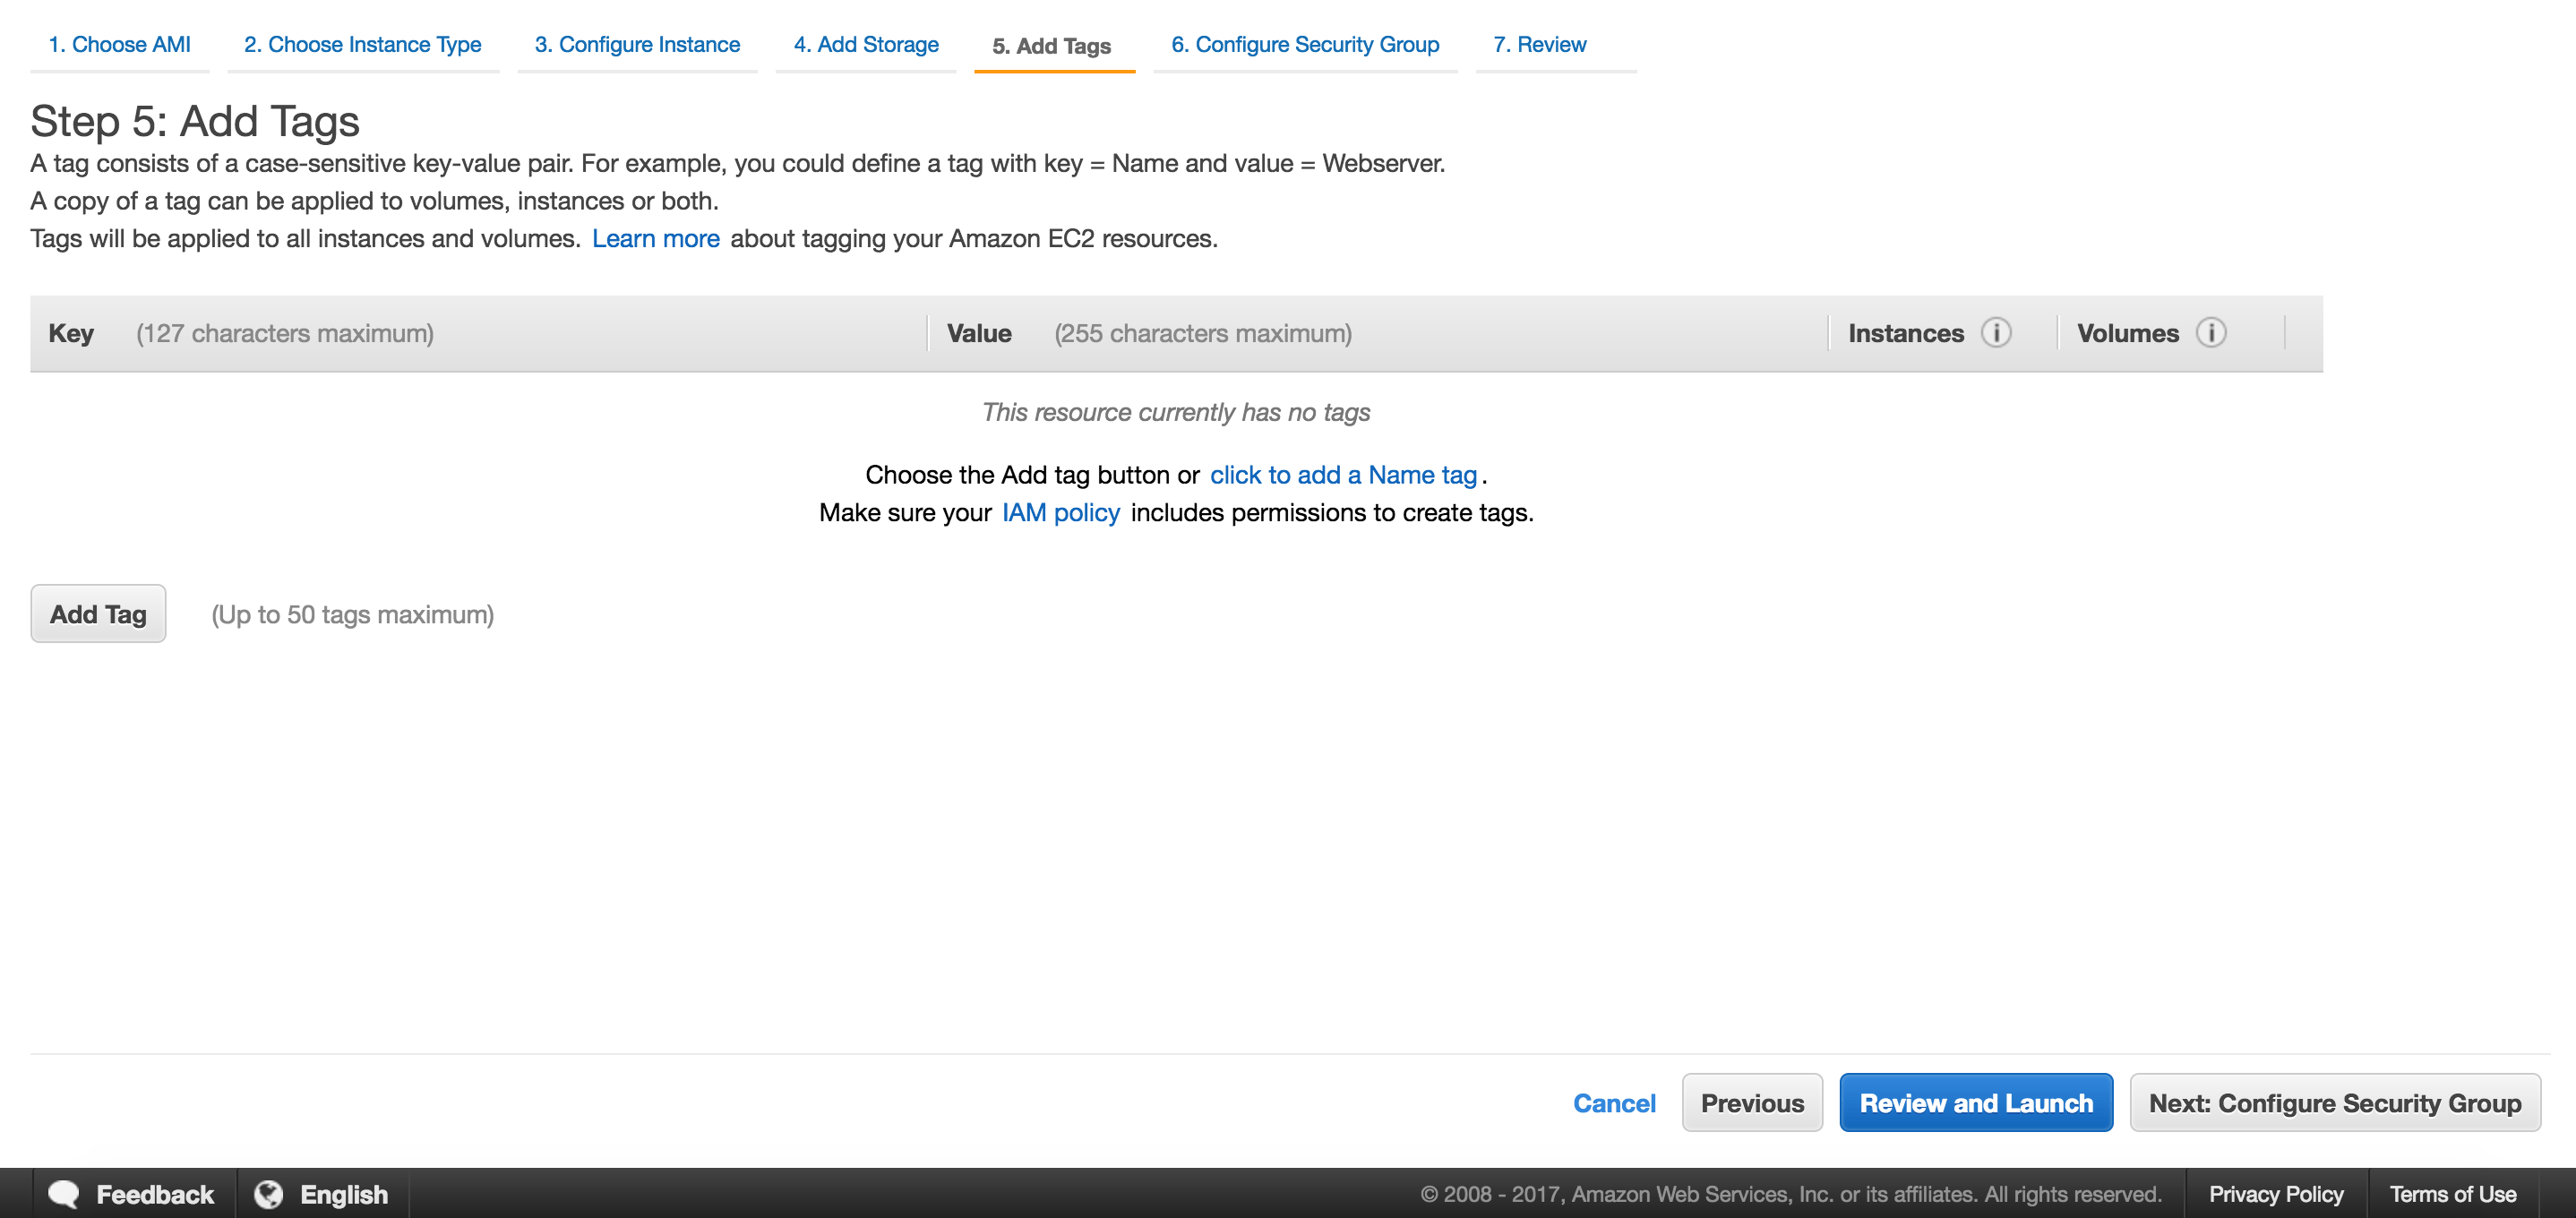 1. Choose AMI 2. Choose Instance Type 3. Configure Instance 4. Add Storage 5. Add Tags 6. Configure Security Group 7. Review
Step 5: Add Tags
A tag consists of a case-sensitive key-value pair. For example, you could define a tag with key = Name and value = Webserver.
A copy of a tag can be applied to volumes, instances or both.
Tags will be applied to all instances and volumes. Learn more about tagging your Amazon EC2 resources.
Key (127 characters maximum) Value (255 characters maximum) Instances i Volumes i
This resource currently has no tags
Choose the Add tag button or click to add a Name tag.
Make sure your IAM policy includes permissions to create tags.
Add Tag (Up to 50 tags maximum)
Cancel Previous Review and Launch Next: Configure Security Group
Feedback English © 2008 - 2017, Amazon Web Services, Inc. or its affiliates. All rights reserved. Privacy Policy Terms of Use